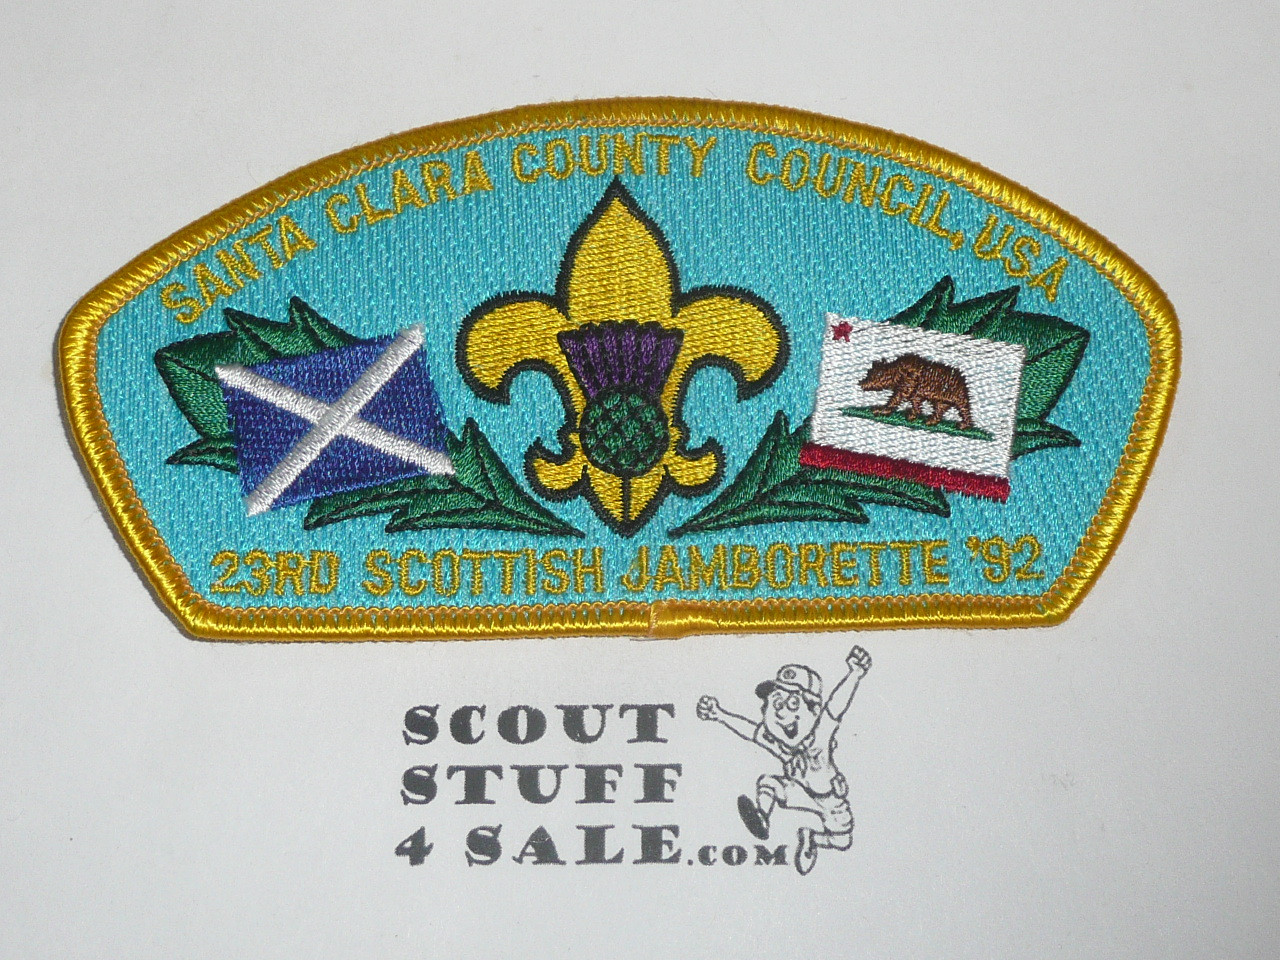 SANTA CLARA COUNTY COUNCIL, USA
23RD SCOTTISH JAMBORETTE '92
SCOUT
STUFF
4 SALE.COM